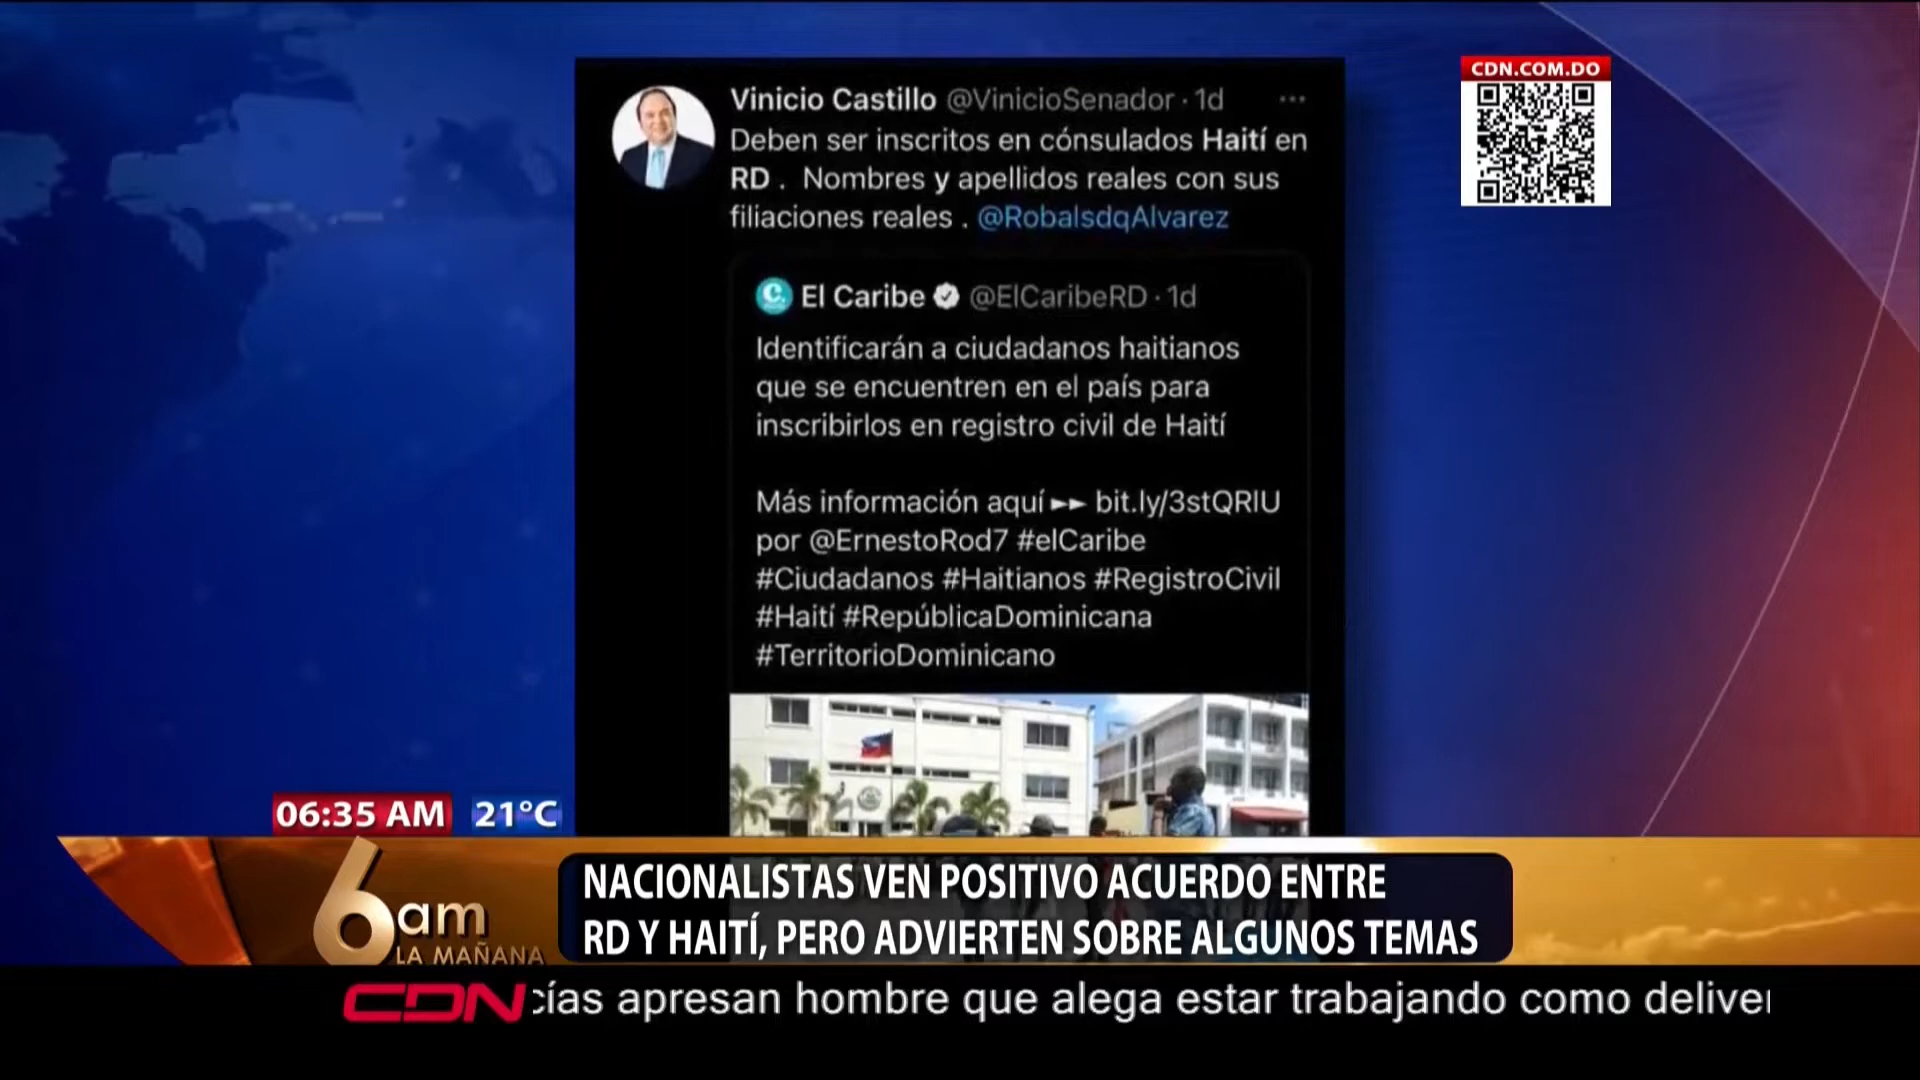 CDN.COM.DO
Vinicio Castillo @VinicioSenador · 1d ···
Deben ser inscritos en cónsulados Haití en
RD . Nombres y apellidos reales con sus
filiaciones reales . @RobalsdqAlvarez
El Caribe @ElCaribeRD · 1d
Identificarán a ciudadanos haitianos
que se encuentren en el país para
inscribirlos en registro civil de Haití
Más información aquí ►► bit.ly/3stQRIU
por @ErnestoRod7 #elCaribe
#Ciudadanos #Haitianos #RegistroCivil
#Haití #RepúblicaDominicana
#TerritorioDominicano
06:35 AM 21°C
6am
LA MAÑANA
NACIONALISTAS VEN POSITIVO ACUERDO ENTRE
RD Y HAITÍ, PERO ADVIERTEN SOBRE ALGUNOS TEMAS
CDN cías apresan hombre que alega estar trabajando como deliver